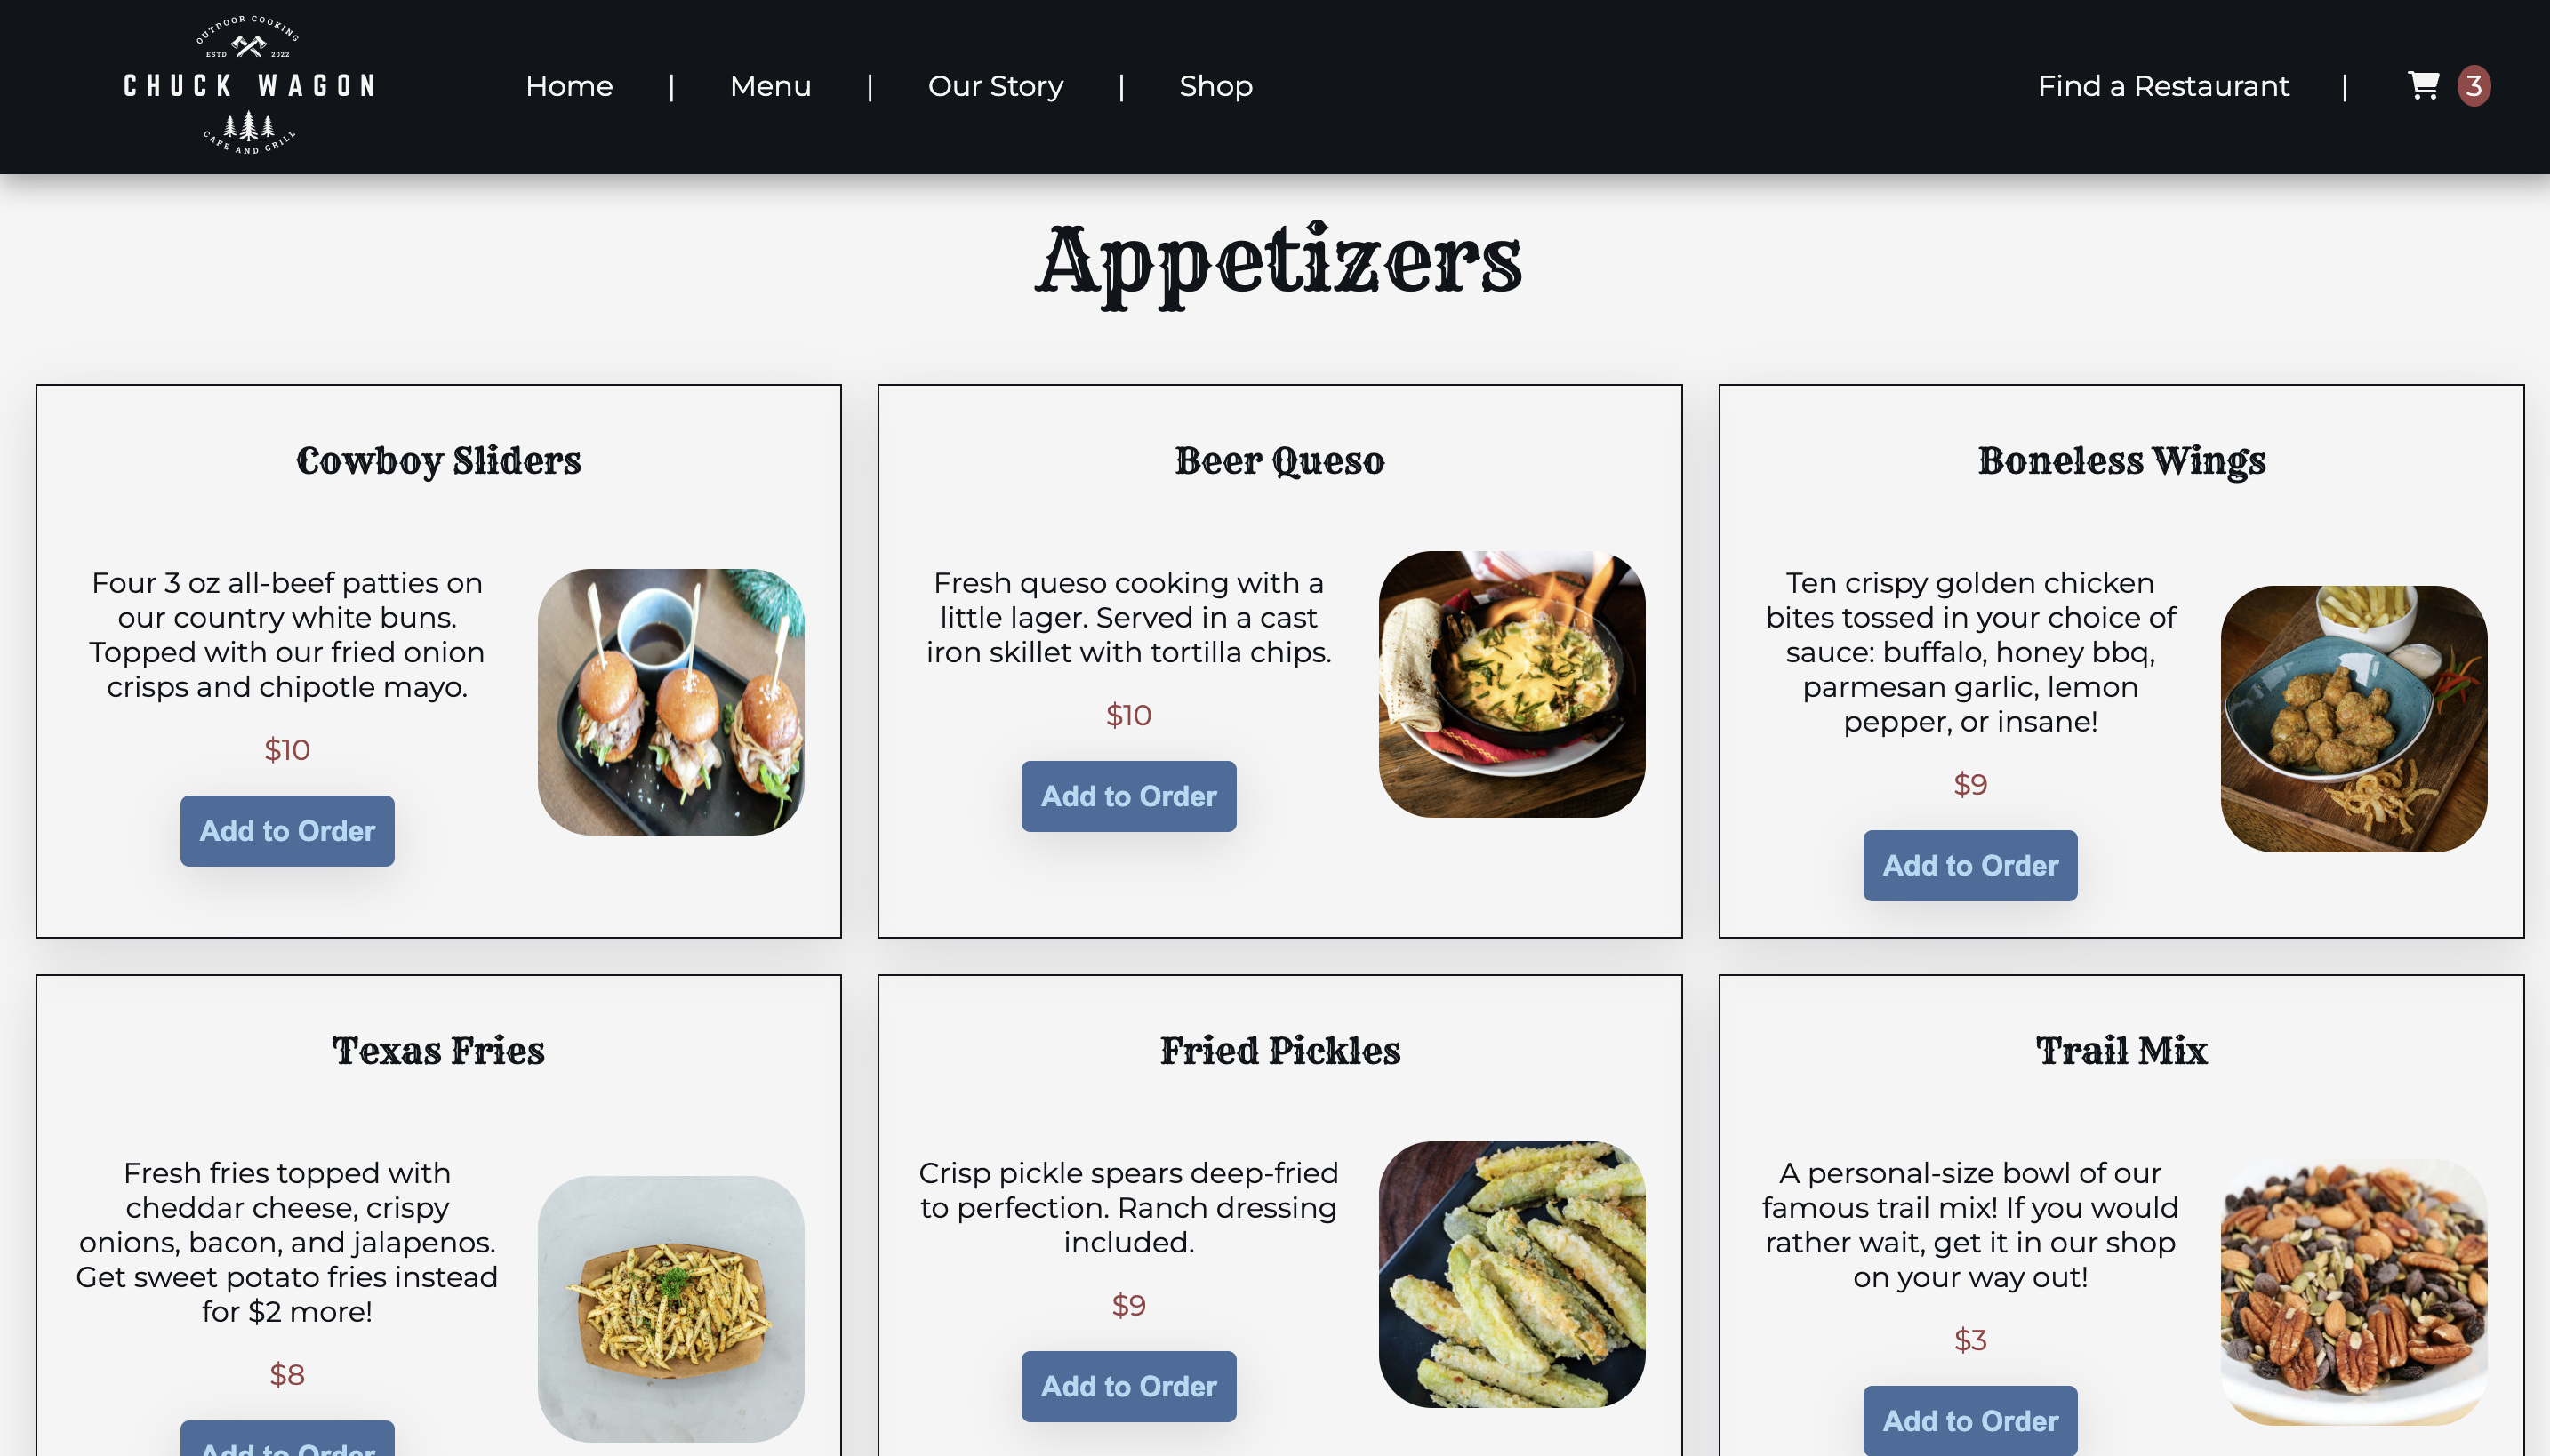 OUTDOOR COOKING
ESTD 2022
CHUCK WAGON
CAFE AND GRILL
Home | Menu | Our Story | Shop
Find a Restaurant | 3
Appetizers
Cowboy Sliders
Four 3 oz all-beef patties on
our country white buns.
Topped with our fried onion
crisps and chipotle mayo.
$10
Add to Order
Beer Queso
Fresh queso cooking with a
little lager. Served in a cast
iron skillet with tortilla chips.
$10
Add to Order
Boneless Wings
Ten crispy golden chicken
bites tossed in your choice of
sauce: buffalo, honey bbq,
parmesan garlic, lemon
pepper, or insane!
$9
Add to Order
Texas Fries
Fresh fries topped with
cheddar cheese, crispy
onions, bacon, and jalapenos.
Get sweet potato fries instead
for $2 more!
$8
Add to Order
Fried Pickles
Crisp pickle spears deep-fried
to perfection. Ranch dressing
included.
$9
Add to Order
Trail Mix
A personal-size bowl of our
famous trail mix! If you would
rather wait, get it in our shop
on your way out!
$3
Add to Order